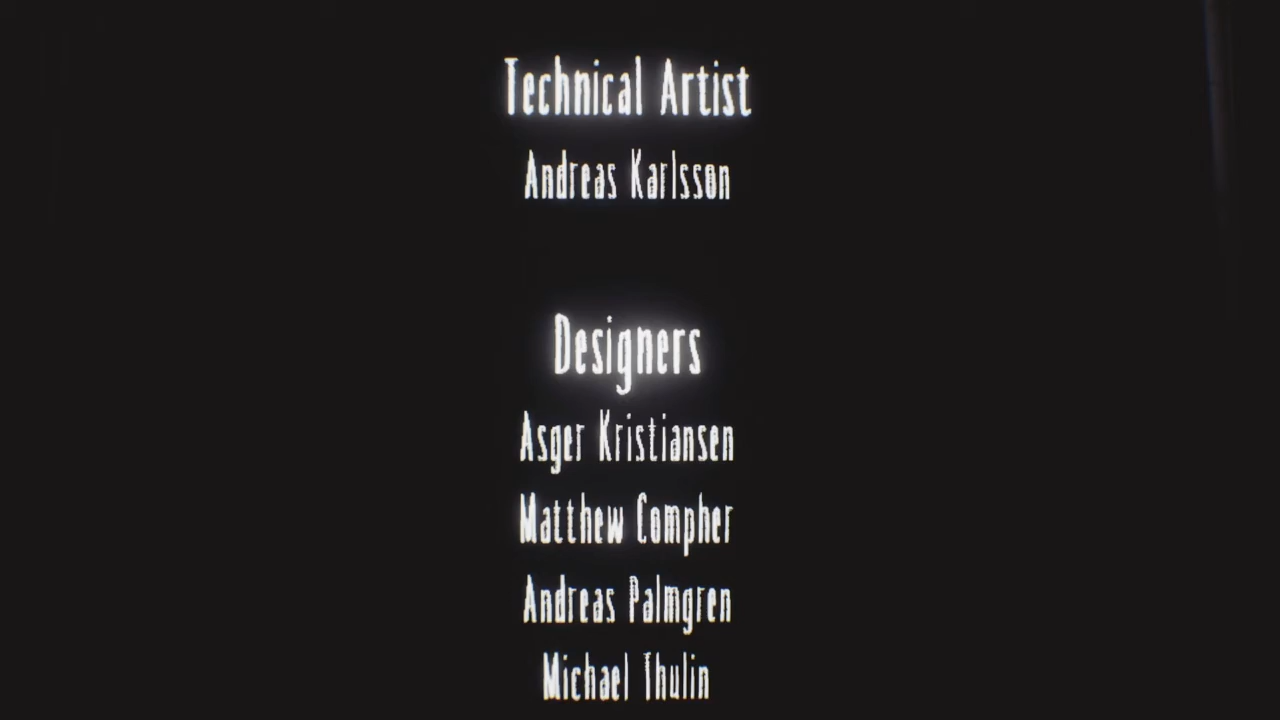 Technical Artist
Andreas Karlsson
Designers
Asger Kristiansen
Matthew Compher
Andreas Palmgren
Michael Thulin